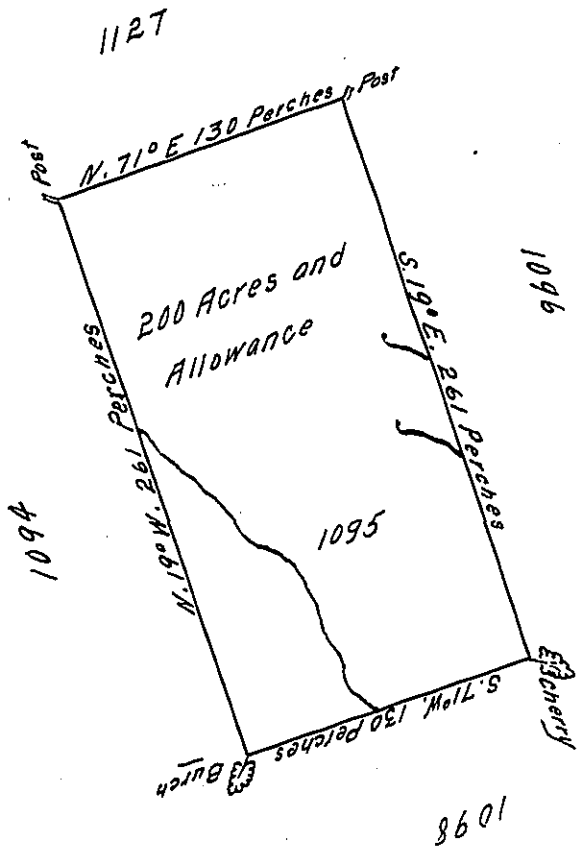 1127
Post
N. 71° E 130 Perches
Post
200 Acres and
Allowance
S. 19° E. 261 Perches
1096
N. 19° W. 261 Perches
1094
1095
S. 71° W. 130 Perches
Cherry
Burch
1098